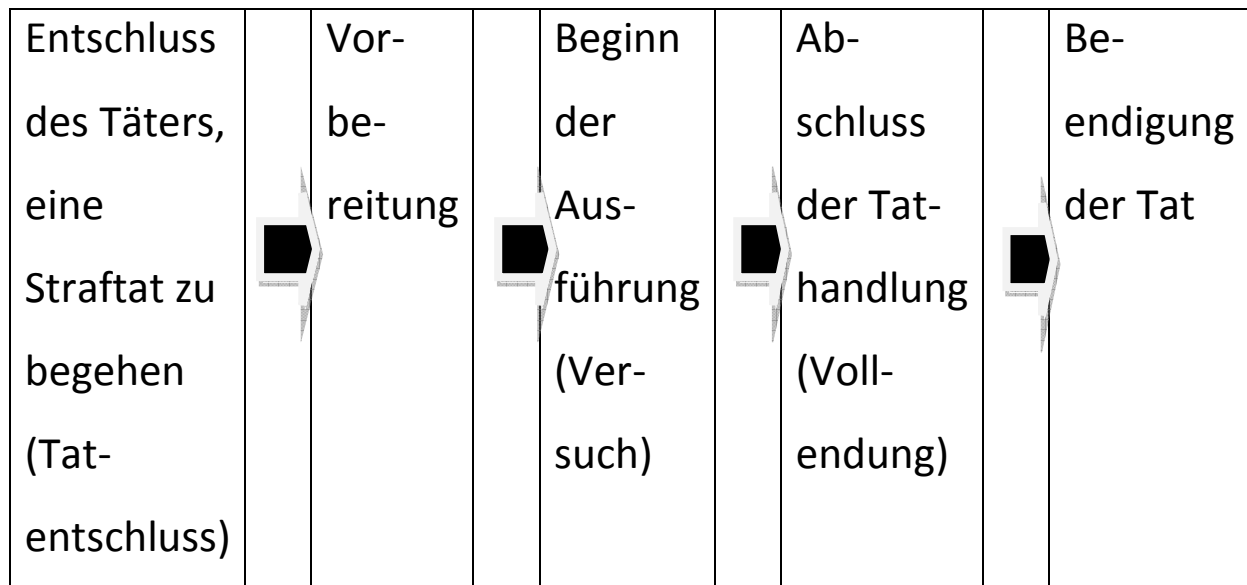 Entschluss
des Täters,
eine
Straftat zu
begehen
(Tat-
entschluss)
Vor-
be-
reitung
Beginn
der
Aus-
führung
(Ver-
such)
Ab-
schluss
der Tat-
handlung
(Voll-
endung)
Be-
endigung
der Tat